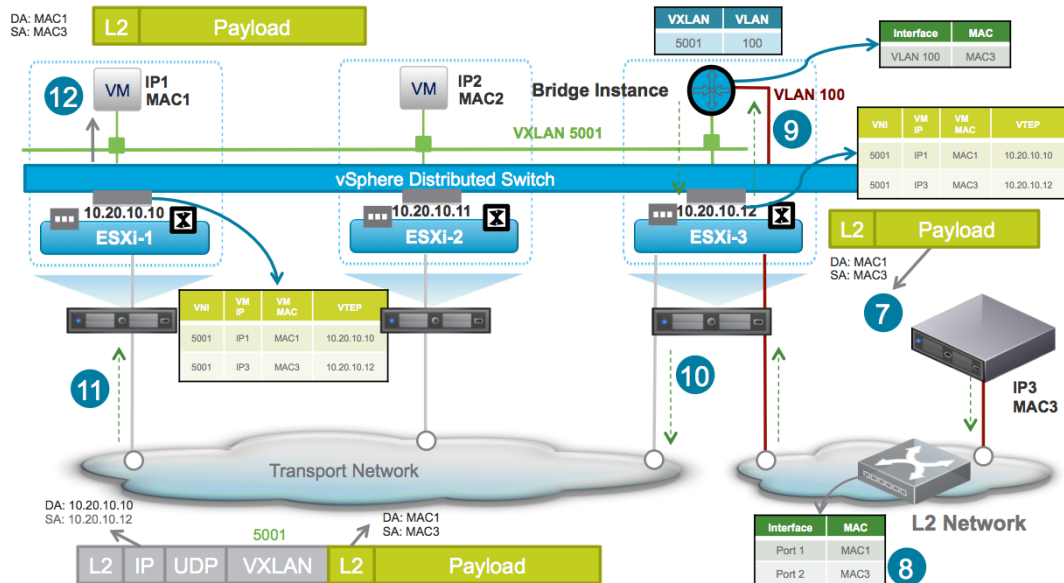 DA: MAC1
SA: MAC3
L2 Payload
VXLAN VLAN
5001 100
Interface MAC
VLAN 100 MAC3
12
VM
IP1
MAC1
VM
IP2
MAC2
Bridge Instance
VLAN 100
9
VXLAN 5001
VNI VM IP VM MAC VTEP
5001 IP1 MAC1 10.20.10.10
5001 IP3 MAC3 10.20.10.12
vSphere Distributed Switch
10.20.10.10
ESXi-1
10.20.10.11
ESXi-2
10.20.10.12
ESXi-3
L2 Payload
DA: MAC1
SA: MAC3
7
VNI VM IP VM MAC VTEP
5001 IP1 MAC1 10.20.10.10
5001 IP3 MAC3 10.20.10.12
11
10
IP3
MAC3
Transport Network
L2 Network
DA: 10.20.10.10
SA: 10.20.10.12
5001
DA: MAC1
SA: MAC3
L2 IP UDP VXLAN L2 Payload
Interface MAC
Port 1 MAC1
Port 2 MAC3
8